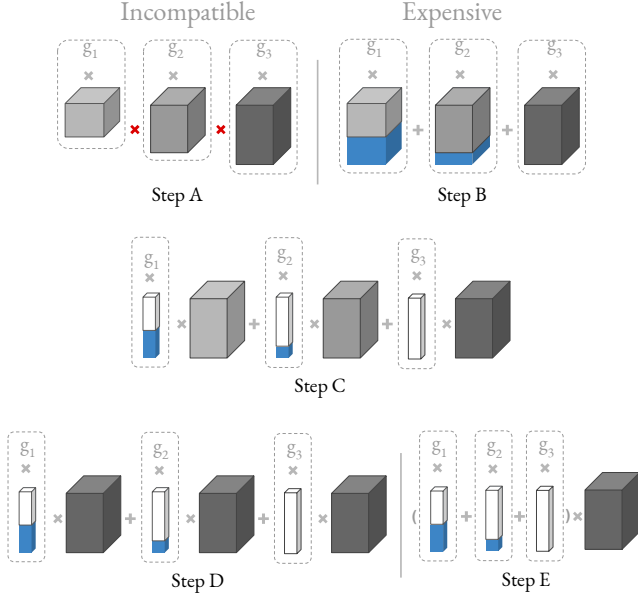 Incompatible
Expensive
g1 g2 g3
× × ×
× ×
Step A
g1 g2 g3
× × ×
+ +
Step B
g1 g2 g3
× × ×
× + × + ×
Step C
g1 g2 g3
× × ×
× + × + ×
Step D
g1 g2 g3
× × ×
( + + ) ×
Step E